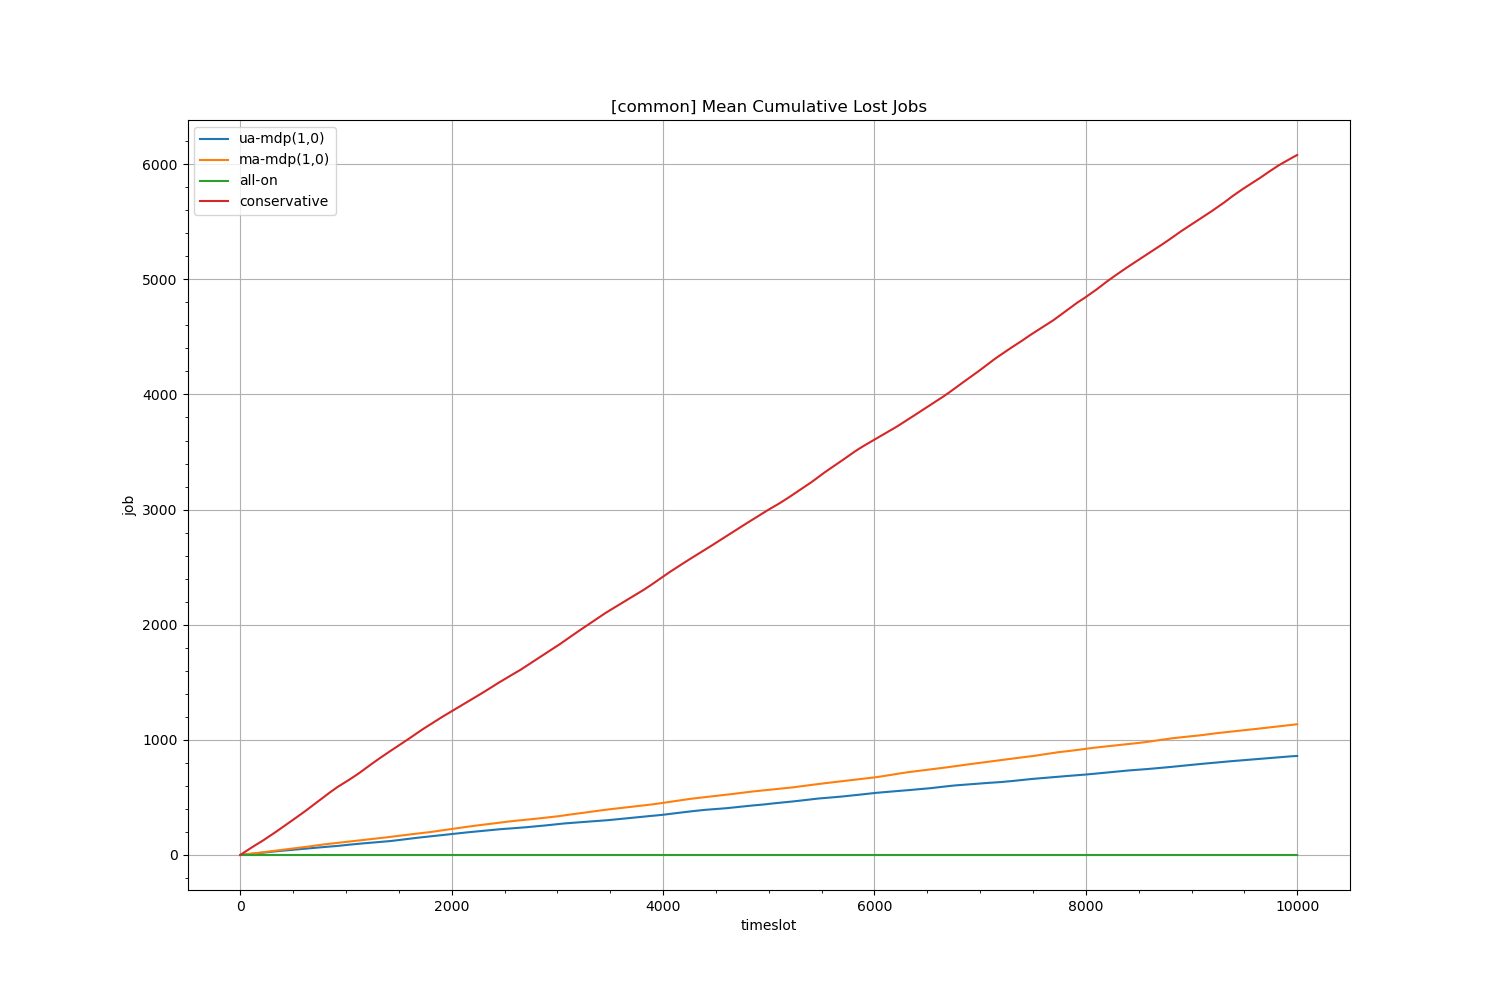 [common] Mean Cumulative Lost Jobs
ua-mdp(1,0)
ma-mdp(1,0)
all-on
conservative
6000
5000
4000
3000
2000
1000
0
job
0 2000 4000 6000 8000 10000
timeslot